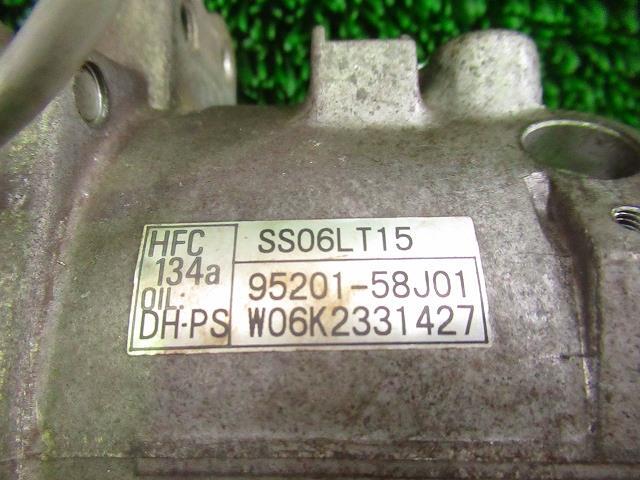 HFC
134a
OIL:
DH-PS
SS06LT15
95201-58J01
W06K2331427